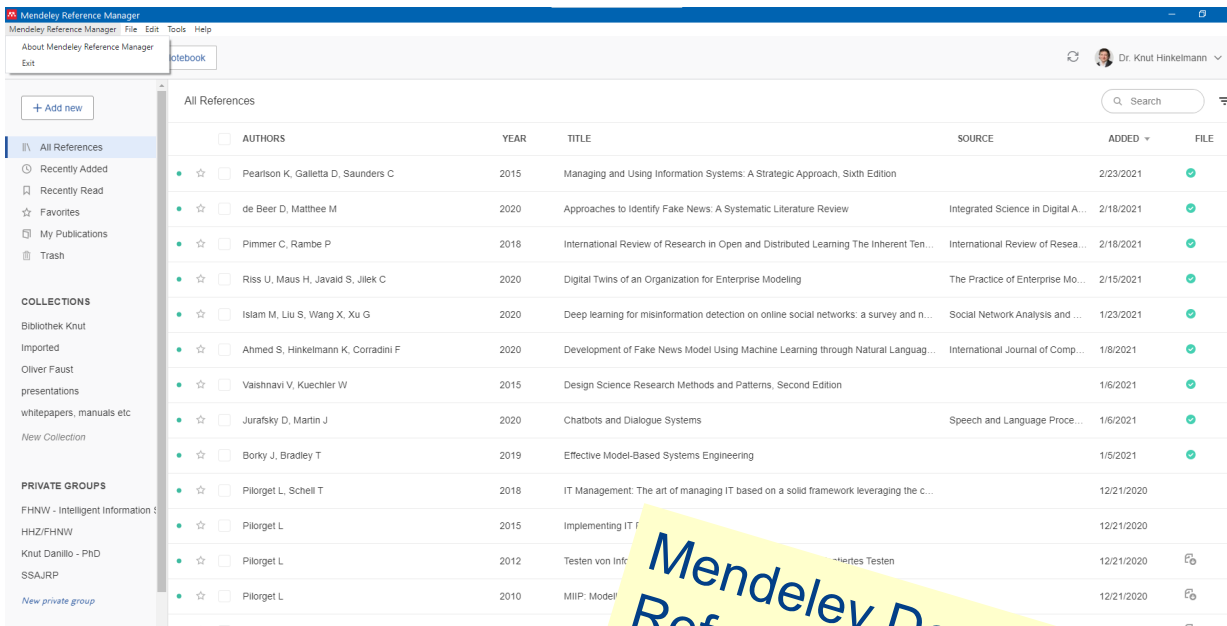 Mendeley Reference Manager
Mendeley Reference Manager File Edit Tools Help
About Mendeley Reference Manager
Exit
otebook
Dr. Knut Hinkelmann
+ Add new
All References
Recently Added
Recently Read
Favorites
My Publications
Trash
COLLECTIONS
Bibliothek Knut
Imported
Oliver Faust
presentations
whitepapers, manuals etc
New Collection
PRIVATE GROUPS
FHNW - Intelligent Information
HHZ/FHNW
Knut Danillo - PhD
SSAJRP
New private group
All References
Search
AUTHORS YEAR TITLE SOURCE ADDED FILE
Pearlson K, Galletta D, Saunders C 2015 Managing and Using Information Systems: A Strategic Approach, Sixth Edition 2/23/2021
de Beer D, Matthee M 2020 Approaches to Identify Fake News: A Systematic Literature Review Integrated Science in Digital A... 2/18/2021
Pimmer C, Rambe P 2018 International Review of Research in Open and Distributed Learning The Inherent Ten... International Review of Resea... 2/18/2021
Riss U, Maus H, Javaid S, Jilek C 2020 Digital Twins of an Organization for Enterprise Modeling The Practice of Enterprise Mo... 2/15/2021
Islam M, Liu S, Wang X, Xu G 2020 Deep learning for misinformation detection on online social networks: a survey and n... Social Network Analysis and ... 1/23/2021
Ahmed S, Hinkelmann K, Corradini F 2020 Development of Fake News Model Using Machine Learning through Natural Languag... International Journal of Comp... 1/8/2021
Vaishnavi V, Kuechler W 2015 Design Science Research Methods and Patterns, Second Edition 1/6/2021
Jurafsky D, Martin J 2020 Chatbots and Dialogue Systems Speech and Language Proce... 1/6/2021
Borky J, Bradley T 2019 Effective Model-Based Systems Engineering 1/5/2021
Pilorget L, Schell T 2018 IT Management: The art of managing IT based on a solid framework leveraging the c... 12/21/2020
Pilorget L 2015 Implementing IT 12/21/2020
Pilorget L 2012 Testen von Testen 12/21/2020
Pilorget L 2010 MIIP: 12/21/2020
Mendeley